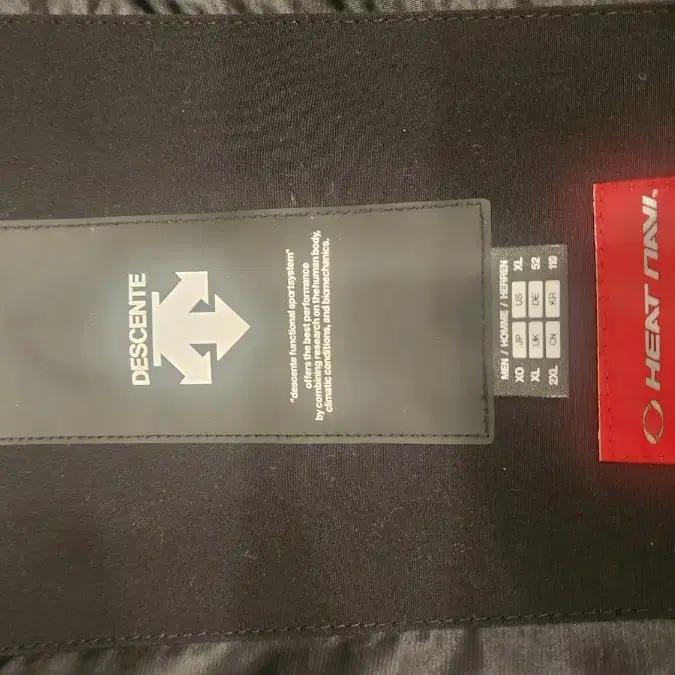 DESCENTE
"descente functional sportsystem"
offers the best performance
by combining research on the human body,
climatic conditions, and biomechanics.
MEN / HOMME / HERREN
XO JP US XL
XL UK DE 52
2XL CN KR 110
HEAT NAVI.